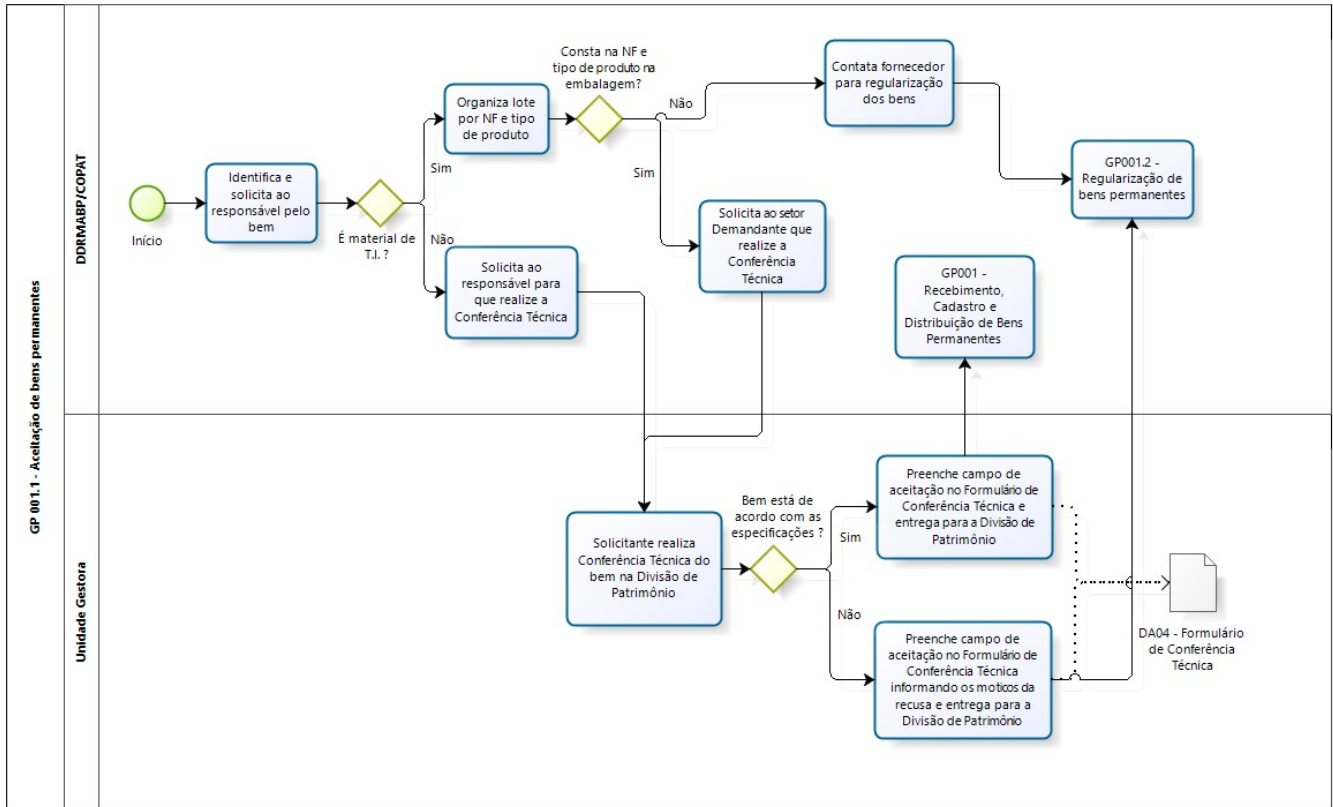 GP 001.1 - Aceitação de bens permanentes
DDRMABP/COPAT
Início
Identifica e
solicita ao
responsável pelo
bem
É material de
T.I. ?
Sim
Não
Organiza lote
por NF e tipo
de produto
Consta na NF e
tipo de produto na
embalagem?
Não
Sim
Contata fornecedor
para regularização
dos bens
GP001.2 -
Regularização de
bens permanentes
Solicita ao
responsável para
que realize a
Conferência Técnica
Solicita ao setor
Demandante que
realize a
Conferência
Técnica
GP001 -
Recebimento,
Cadastro e
Distribuição de Bens
Permanentes
Unidade Gestora
Solicitante realiza
Conferência Técnica do
bem na Divisão de
Patrimônio
Bem está de
acordo com as
especificações ?
Sim
Não
Preenche campo de
aceitação no Formulário de
Conferência Técnica e
entrega para a Divisão de
Patrimônio
Preenche campo de
aceitação no Formulário de
Conferência Técnica
informando os moticos da
recusa e entrega para a
Divisão de Patrimônio
DA04 - Formulário
de Conferência
Técnica